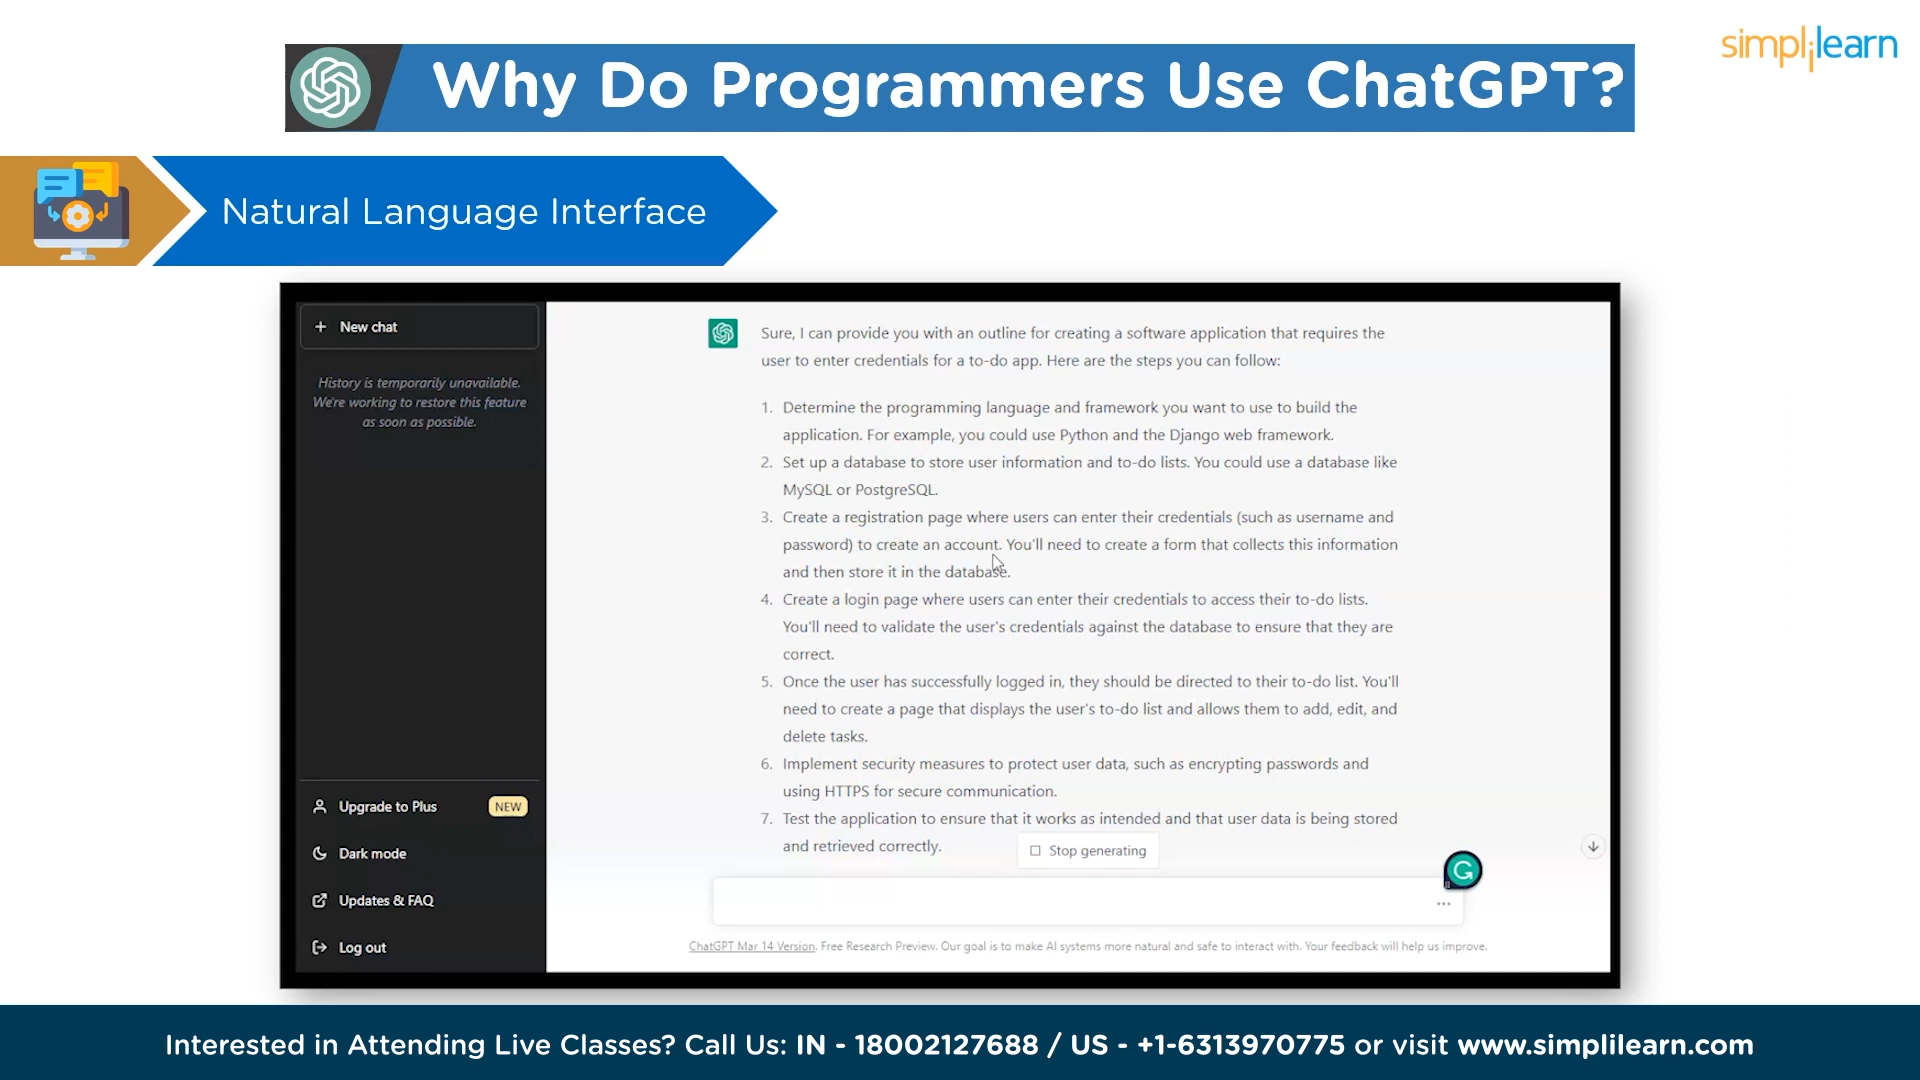 simplilearn
Why Do Programmers Use ChatGPT?
Natural Language Interface
+ New chat
History is temporarily unavailable.
We're working to restore this feature
as soon as possible.
Sure, I can provide you with an outline for creating a software application that requires the
user to enter credentials for a to-do app. Here are the steps you can follow:
1. Determine the programming language and framework you want to use to build the
application. For example, you could use Python and the Django web framework.
2. Set up a database to store user information and to-do lists. You could use a database like
MySQL or PostgreSQL.
3. Create a registration page where users can enter their credentials (such as username and
password) to create an account. You'll need to create a form that collects this information
and then store it in the database.
4. Create a login page where users can enter their credentials to access their to-do lists.
You'll need to validate the user's credentials against the database to ensure that they are
correct.
5. Once the user has successfully logged in, they should be directed to their to-do list. You'll
need to create a page that displays the user's to-do list and allows them to add, edit, and
delete tasks.
6. Implement security measures to protect user data, such as encrypting passwords and
using HTTPS for secure communication.
7. Test the application to ensure that it works as intended and that user data is being stored
and retrieved correctly.
Stop generating
Upgrade to Plus NEW
Dark mode
Updates & FAQ
Log out
ChatGPT Mar 14 Version. Free Research Preview. Our goal is to make AI systems more natural and safe to interact with. Your feedback will help us improve.
Interested in Attending Live Classes? Call Us: IN - 18002127688 / US - +1-6313970775 or visit www.simplilearn.com